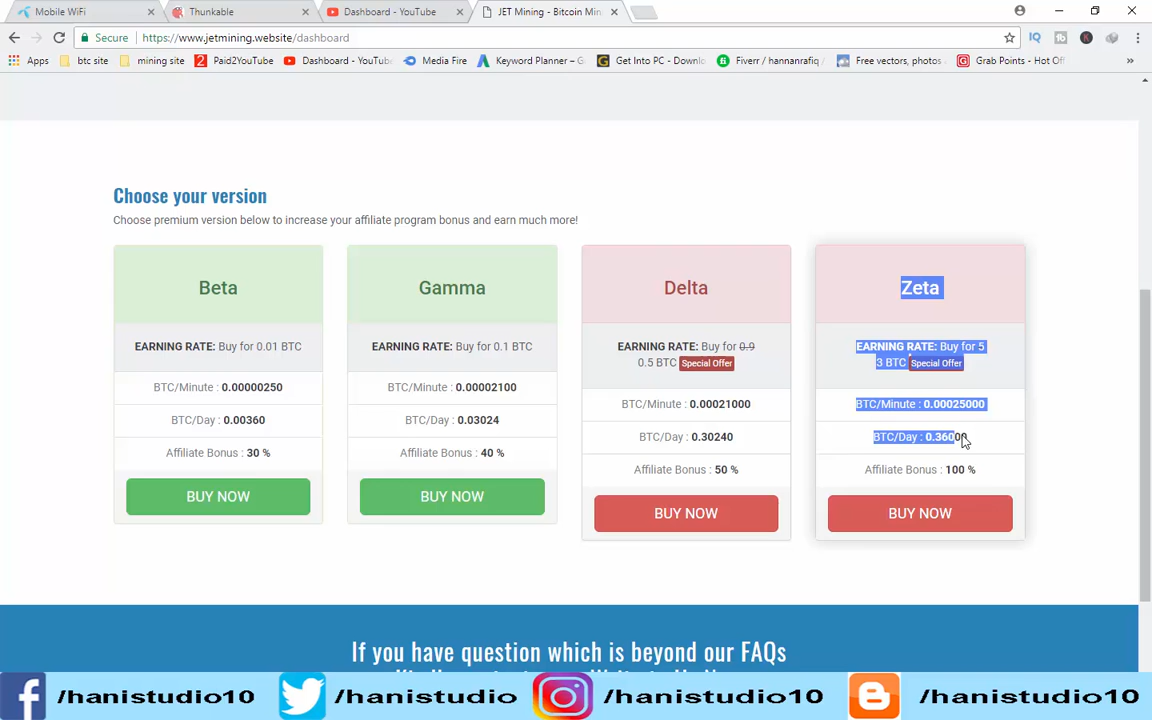 Mobile WiFi
Thunkable
Dashboard - YouTube
JET Mining - Bitcoin Min
Secure
https://www.jetmining.website/dashboard
Apps
btc site
mining site
Paid2YouTube
Dashboard - YouTub
Media Fire
Keyword Planner – G
Get Into PC - Downlo
Fiverr / hannanrafiq /
Free vectors, photos
Grab Points - Hot Off
Choose your version
Choose premium version below to increase your affiliate program bonus and earn much more!
Beta
EARNING RATE: Buy for 0.01 BTC
BTC/Minute : 0.00000250
BTC/Day : 0.00360
Affiliate Bonus : 30 %
BUY NOW
Gamma
EARNING RATE: Buy for 0.1 BTC
BTC/Minute : 0.00002100
BTC/Day : 0.03024
Affiliate Bonus : 40 %
BUY NOW
Delta
EARNING RATE: Buy for 0.9
0.5 BTC Special Offer
BTC/Minute : 0.00021000
BTC/Day : 0.30240
Affiliate Bonus : 50 %
BUY NOW
Zeta
EARNING RATE: Buy for 5
3 BTC Special Offer
BTC/Minute : 0.00025000
BTC/Day : 0.36000
Affiliate Bonus : 100 %
BUY NOW
If you have question which is beyond our FAQs
/hanistudio10
/hanistudio
/hanistudio10
/hanistudio10